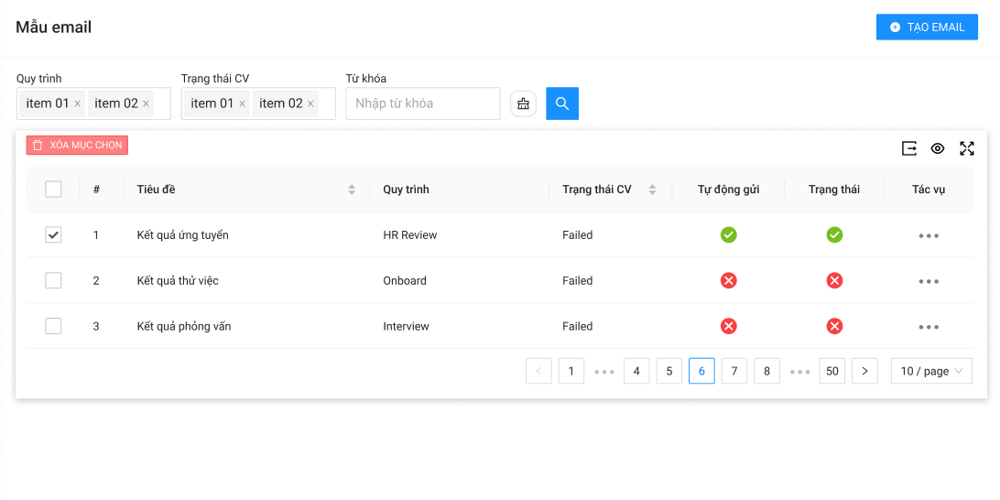 Mẫu email
TẠO EMAIL
Quy trình
Trạng thái CV
Từ khóa
item 01 item 02
item 01 item 02
Nhập từ khóa
XÓA MỤC CHỌN
# Tiêu đề Quy trình Trạng thái CV Tự động gửi Trạng thái Tác vụ
1 Kết quả ứng tuyển HR Review Failed
2 Kết quả thử việc Onboard Failed
3 Kết quả phỏng vấn Interview Failed
1 ••• 4 5 6 7 8 ••• 50 10 / page